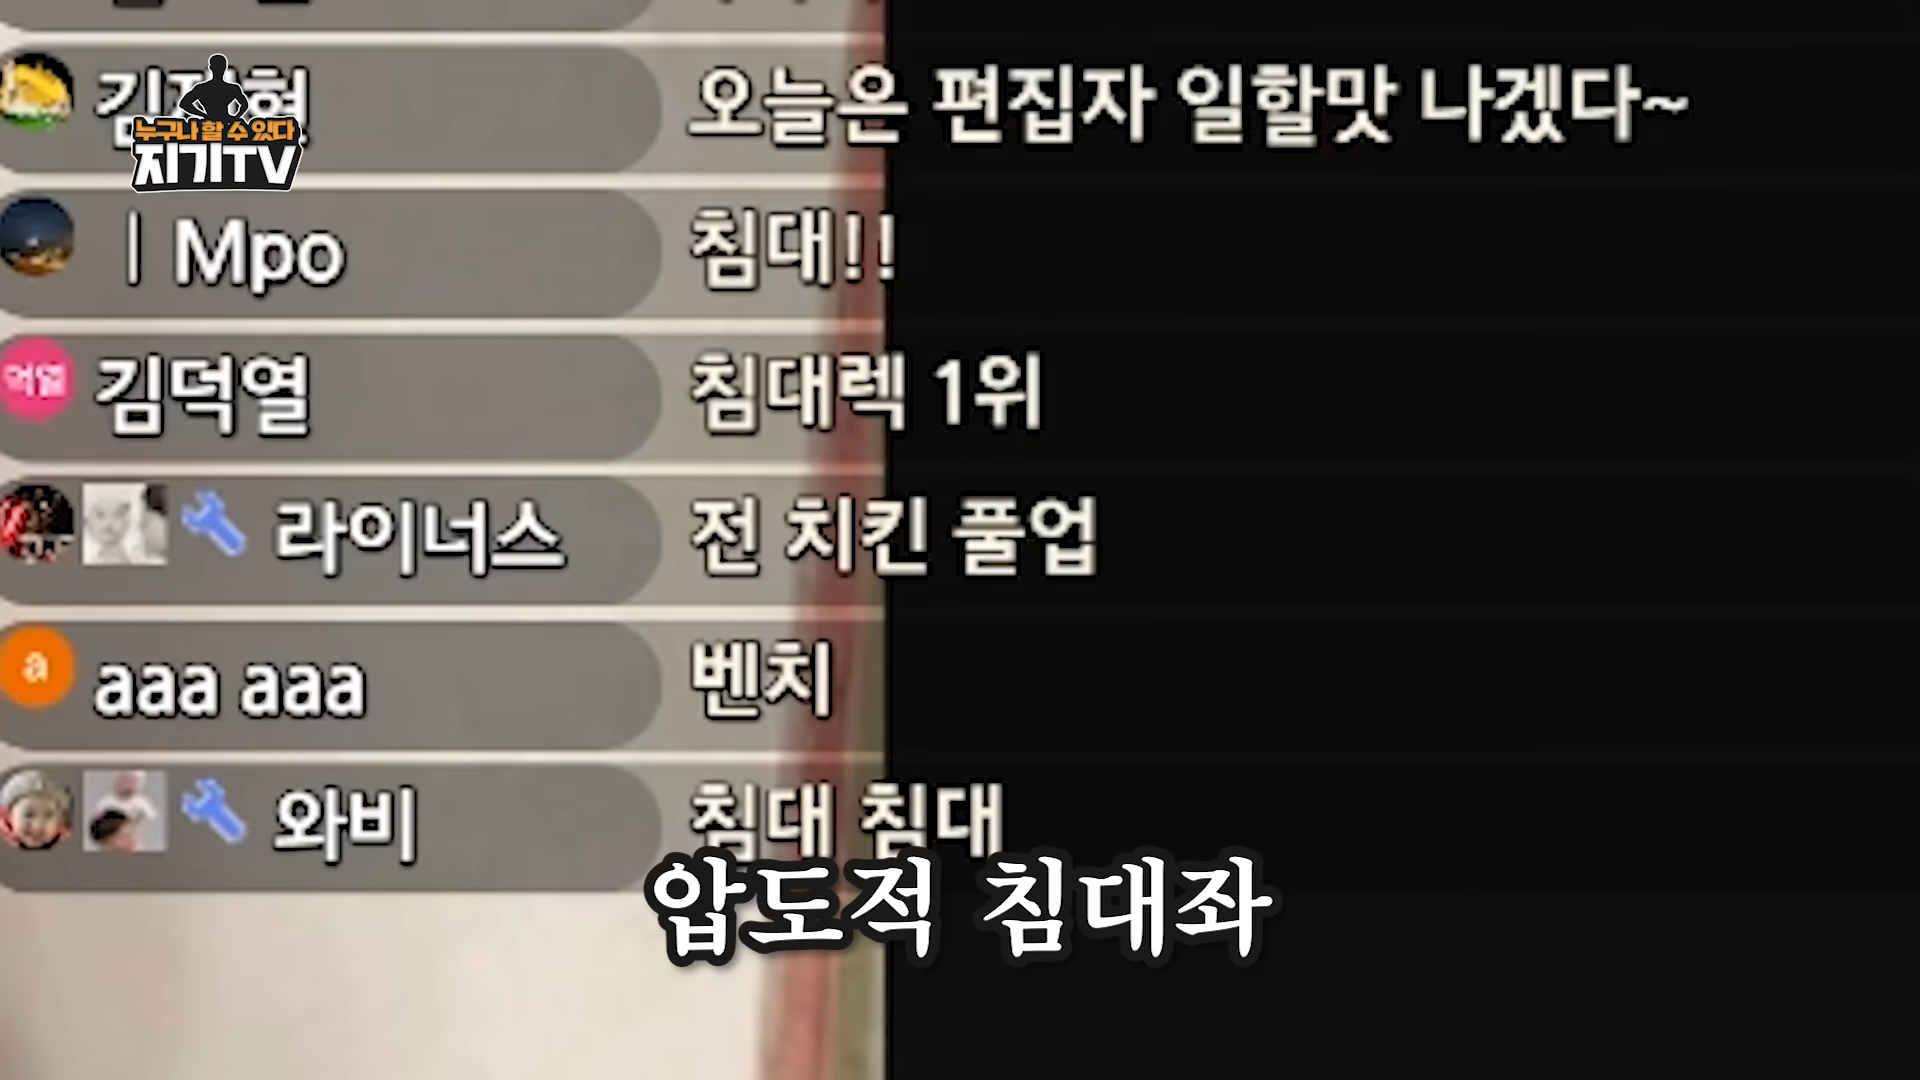 오늘은 편집자 일할맛 나겠다~
누구나 할 수 있다
지기TV
ㅣMpo 침대!!
덕열
김덕열 침대렉 1위
라이너스 전 치킨 풀업
a
aaa aaa 벤치
와비 침대 침대
압도적 침대좌